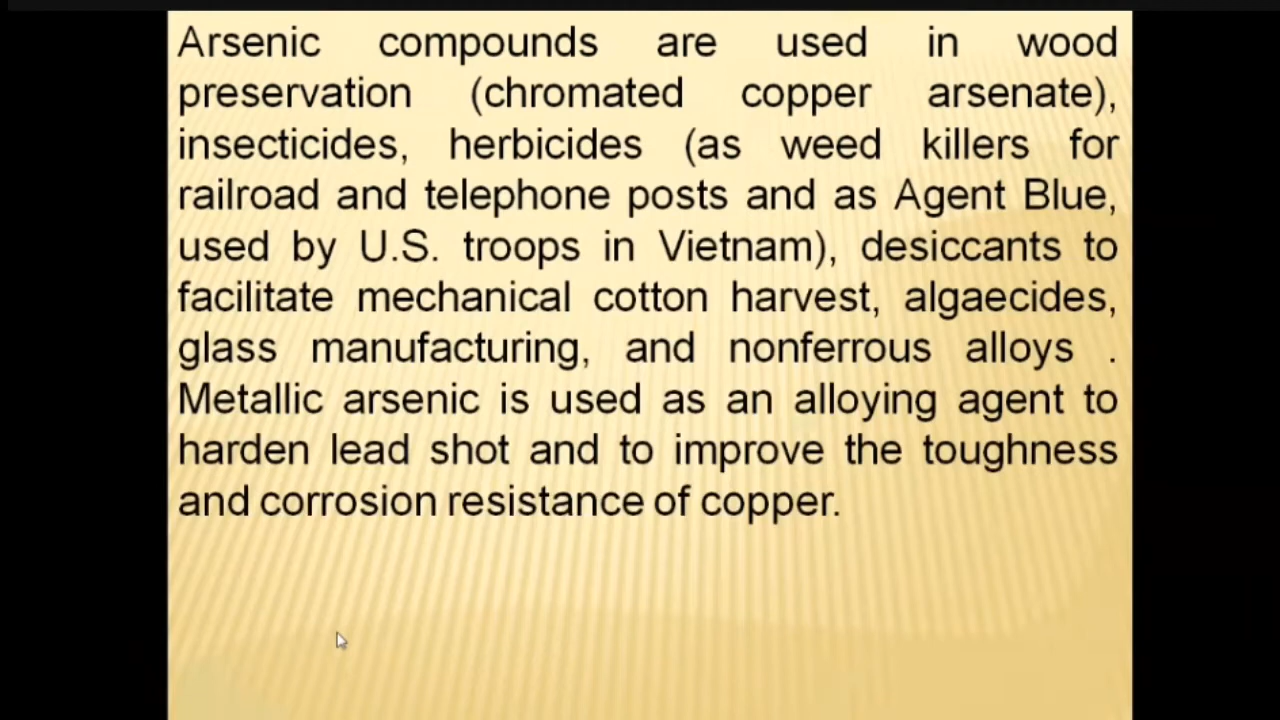 Arsenic compounds are used in wood
preservation (chromated copper arsenate),
insecticides, herbicides (as weed killers for
railroad and telephone posts and as Agent Blue,
used by U.S. troops in Vietnam), desiccants to
facilitate mechanical cotton harvest, algaecides,
glass manufacturing, and nonferrous alloys .
Metallic arsenic is used as an alloying agent to
harden lead shot and to improve the toughness
and corrosion resistance of copper.